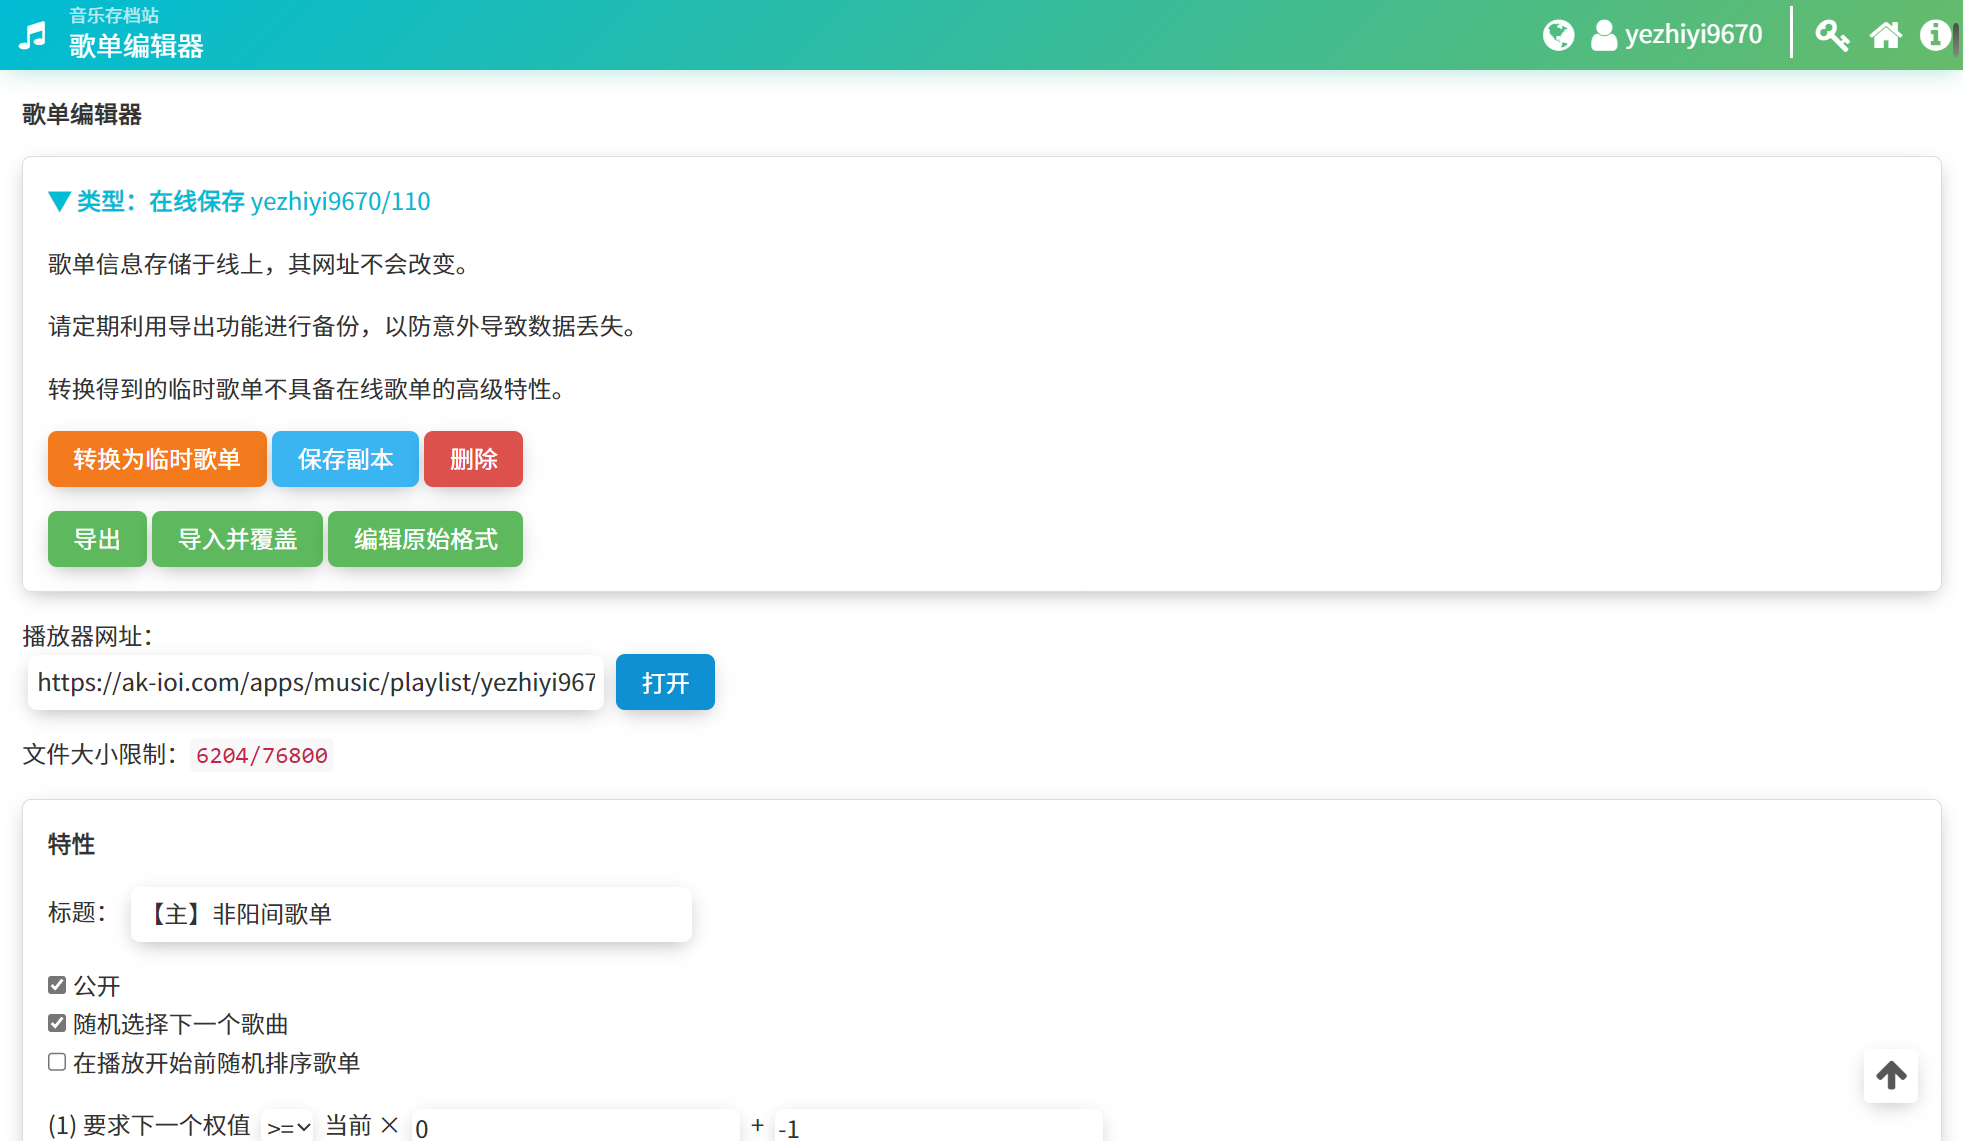 音乐存档站
歌单编辑器
yezhiyi9670
歌单编辑器
▼ 类型：在线保存 yezhiyi9670/110
歌单信息存储于线上，其网址不会改变。
请定期利用导出功能进行备份，以防意外导致数据丢失。
转换得到的临时歌单不具备在线歌单的高级特性。
转换为临时歌单 保存副本 删除
导出 导入并覆盖 编辑原始格式
播放器网址：
https://ak-ioi.com/apps/music/playlist/yezhiyi967 打开
文件大小限制： 6204/76800
特性
标题： 【主】非阳间歌单
公开
随机选择下一个歌曲
在播放开始前随机排序歌单
(1) 要求下一个权值 >= 当前 × 0 + -1